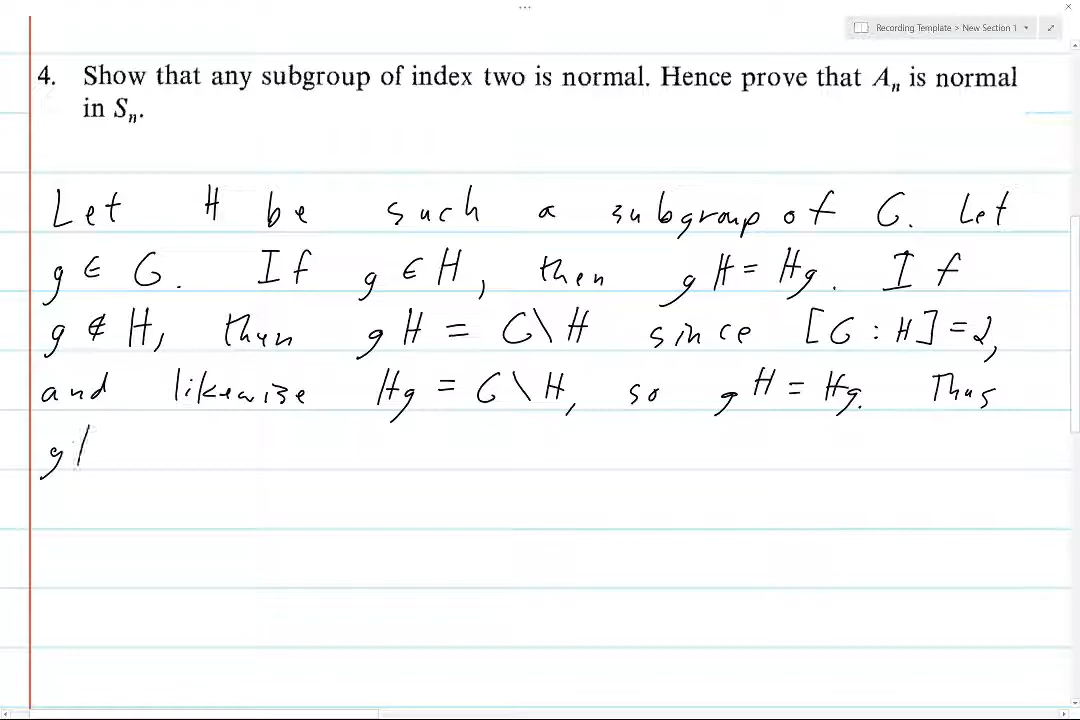 Recording Template > New Section 1
4. Show that any subgroup of index two is normal. Hence prove that Aₙ is normal
in Sₙ.
Let H be such a subgroup of G. Let
g ∈ G. If g ∈ H, then gH = Hg. If
g ∉ H, then gH = G\H since [G : H] = 2,
and likewise Hg = G\H, so gH = Hg. Thus
g